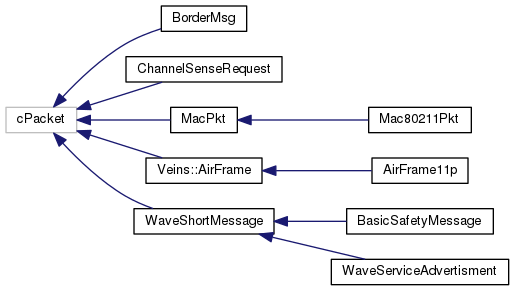 BorderMsg
ChannelSenseRequest
cPacket
MacPkt
Mac80211Pkt
Veins::AirFrame
AirFrame11p
WaveShortMessage
BasicSafetyMessage
WaveServiceAdvertisment